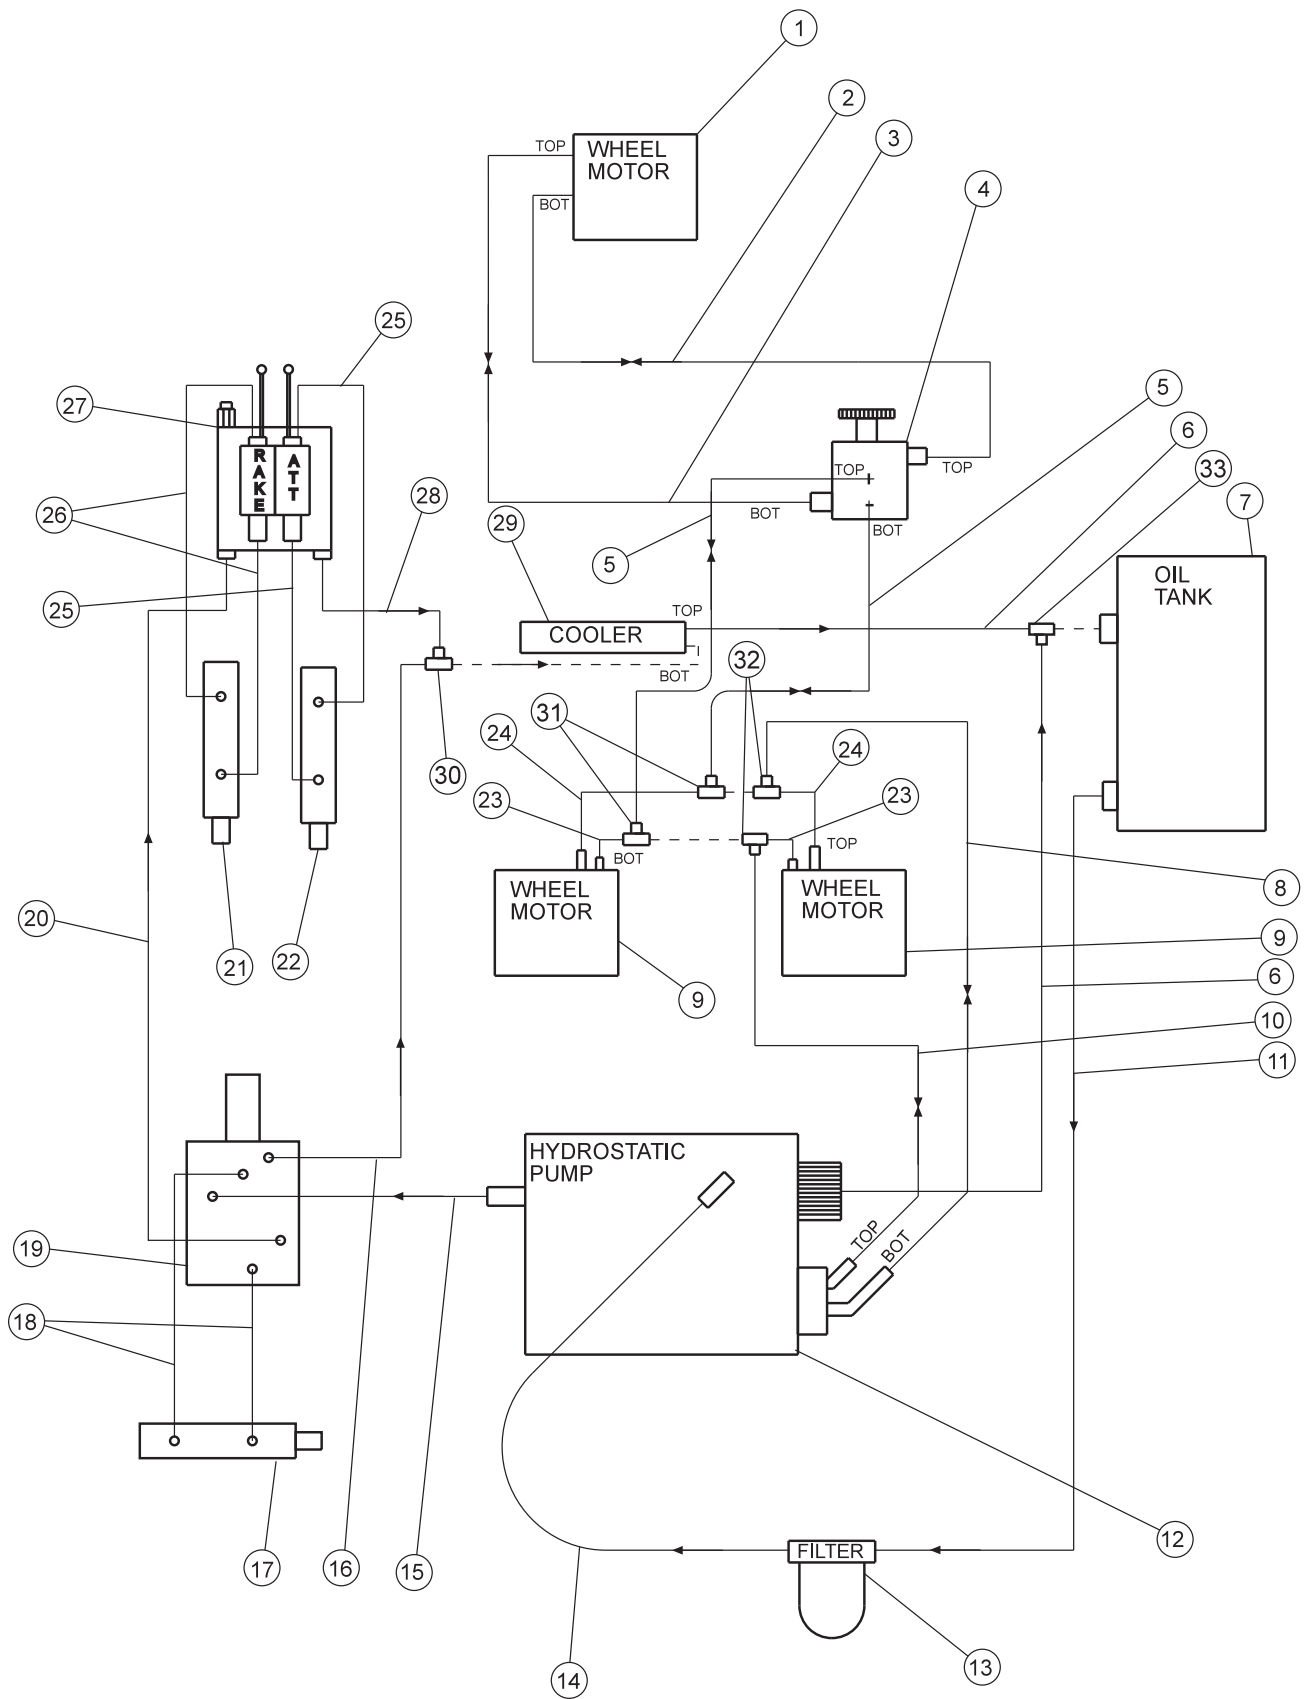 1
2
TOP
WHEEL
MOTOR
3
BOT
4
25
5
27
6
RAKE
ATT
TOP
TOP
33
28
7
26
29
BOT
BOT
5
OIL
TANK
25
TOP
COOLER
32
BOT
31
24
24
30
23
23
BOT
TOP
WHEEL
MOTOR
WHEEL
MOTOR
8
20
21
22
9
9
6
10
11
HYDROSTATIC
PUMP
TOP
BOT
19
18
12
FILTER
17
16
15
14
13